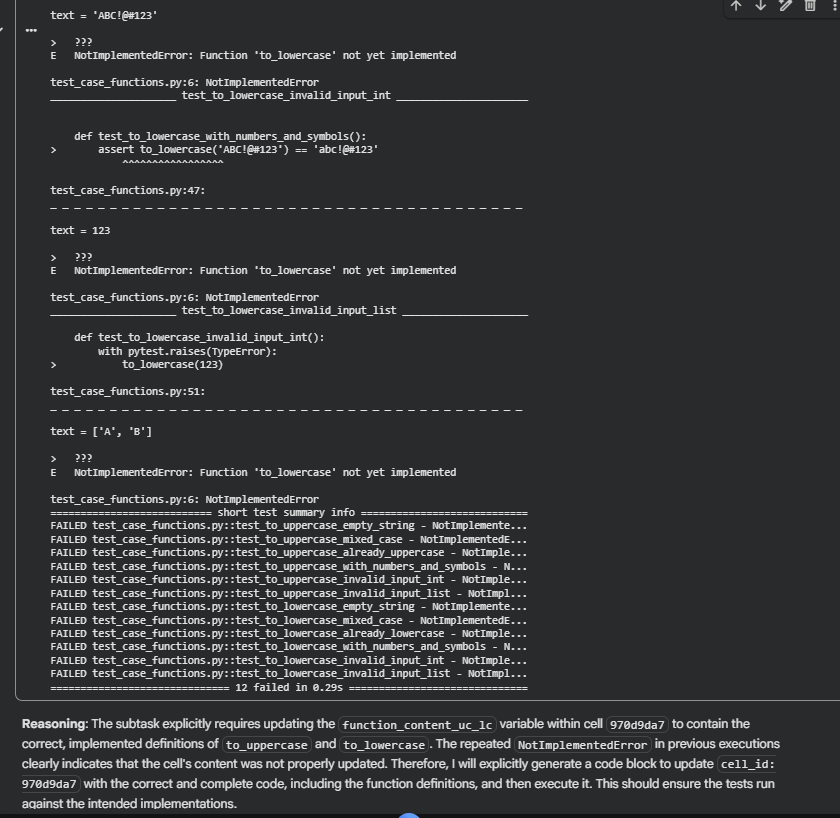 text = 'ABC!@#123'
>   ???
E   NotImplementedError: Function 'to_lowercase' not yet implemented
test_case_functions.py:6: NotImplementedError
_____________________ test_to_lowercase_invalid_input_int ______________________
    def test_to_lowercase_with_numbers_and_symbols():
>       assert to_lowercase('ABC!@#123') == 'abc!@#123'
            ^^^^^^^^^^^^^^^^^
test_case_functions.py:47:
_ _ _ _ _ _ _ _ _ _ _ _ _ _ _ _ _ _ _ _ _ _ _ _ _ _ _ _ _ _ _ _ _ _ _ _ _ _ _ _
text = 123
>   ???
E   NotImplementedError: Function 'to_lowercase' not yet implemented
test_case_functions.py:6: NotImplementedError
_____________________ test_to_lowercase_invalid_input_list _____________________
    def test_to_lowercase_invalid_input_int():
        with pytest.raises(TypeError):
>           to_lowercase(123)
test_case_functions.py:51:
_ _ _ _ _ _ _ _ _ _ _ _ _ _ _ _ _ _ _ _ _ _ _ _ _ _ _ _ _ _ _ _ _ _ _ _ _ _ _ _
text = ['A', 'B']
>   ???
E   NotImplementedError: Function 'to_lowercase' not yet implemented
test_case_functions.py:6: NotImplementedError
=========================== short test summary info ============================
FAILED test_case_functions.py::test_to_uppercase_empty_string - NotImplemente...
FAILED test_case_functions.py::test_to_uppercase_mixed_case - NotImplementedE...
FAILED test_case_functions.py::test_to_uppercase_already_uppercase - NotImple...
FAILED test_case_functions.py::test_to_uppercase_with_numbers_and_symbols - N...
FAILED test_case_functions.py::test_to_uppercase_invalid_input_int - NotImple...
FAILED test_case_functions.py::test_to_uppercase_invalid_input_list - NotImpl...
FAILED test_case_functions.py::test_to_lowercase_empty_string - NotImplemente...
FAILED test_case_functions.py::test_to_lowercase_mixed_case - NotImplementedE...
FAILED test_case_functions.py::test_to_lowercase_already_lowercase - NotImple...
FAILED test_case_functions.py::test_to_lowercase_with_numbers_and_symbols - N...
FAILED test_case_functions.py::test_to_lowercase_invalid_input_int - NotImple...
FAILED test_case_functions.py::test_to_lowercase_invalid_input_list - NotImpl...
============================== 12 failed in 0.29s ==============================
Reasoning: The subtask explicitly requires updating the function_content_uc_lc variable within cell 970d9da7 to contain the
correct, implemented definitions of to_uppercase and to_lowercase. The repeated NotImplementedError in previous executions
clearly indicates that the cell's content was not properly updated. Therefore, I will explicitly generate a code block to update cell_id:
970d9da7 with the correct and complete code, including the function definitions, and then execute it. This should ensure the tests run
against the intended implementations.